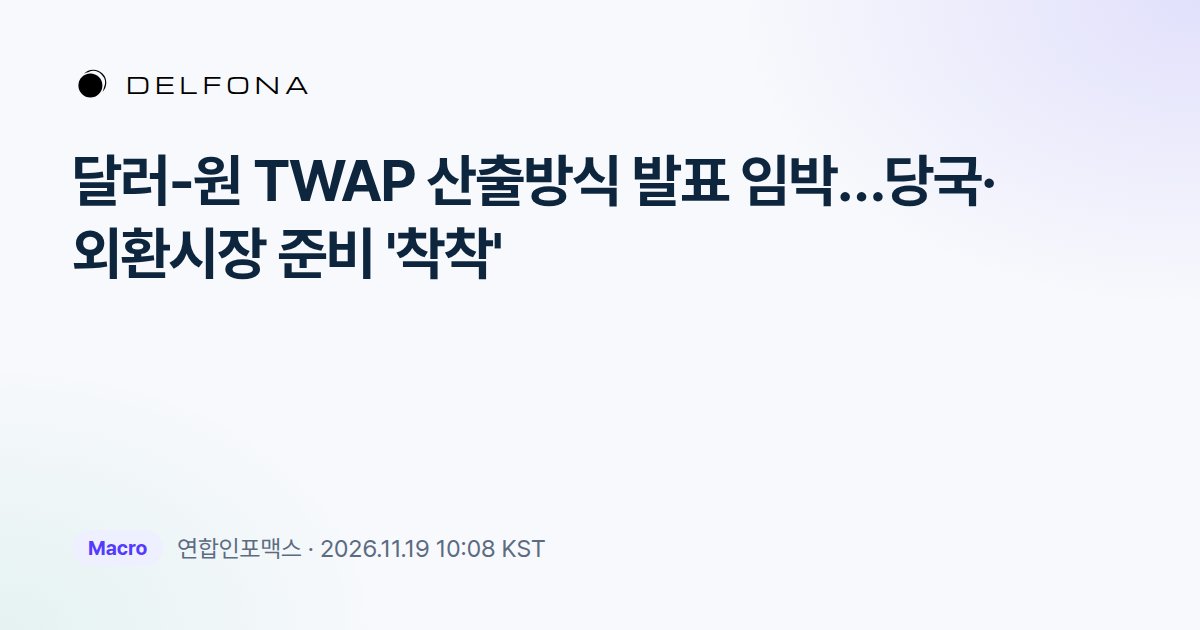 DELFONA
달러-원 TWAP 산출방식 발표 임박…당국·
외환시장 준비 '착착'
Macro 연합인포맥스 · 2026.11.19 10:08 KST